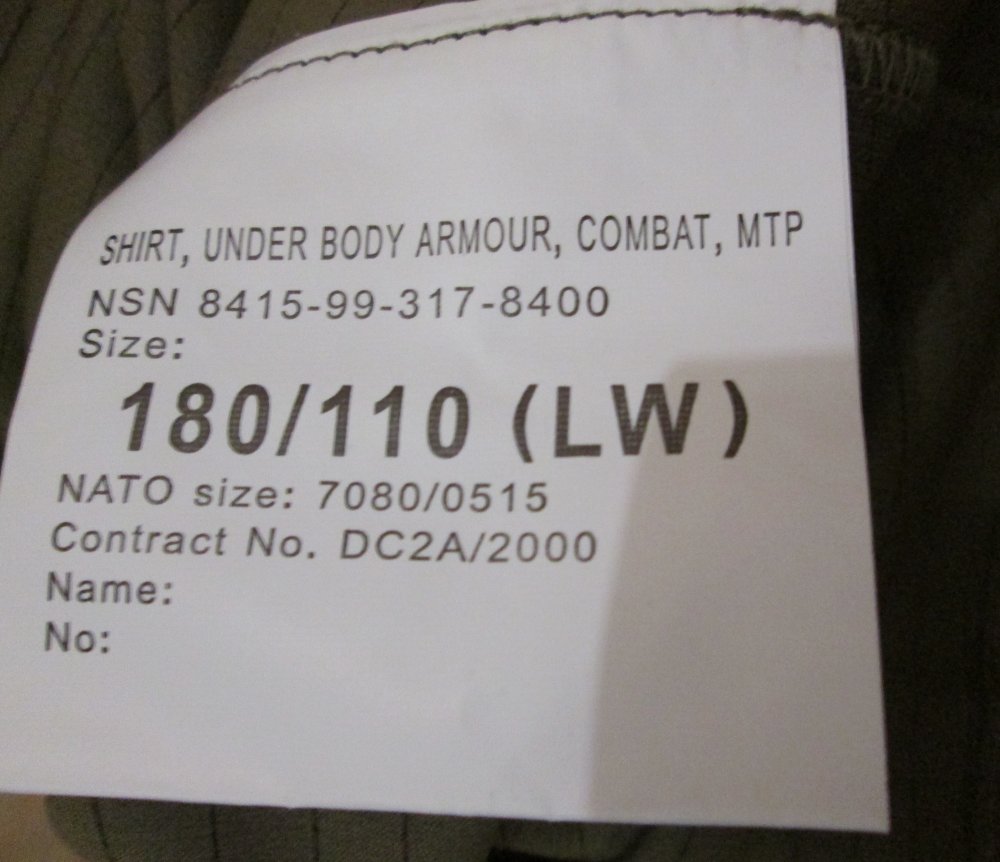 SHIRT, UNDER BODY ARMOUR, COMBAT, MTP
NSN 8415-99-317-8400
Size:
180/110 (LW)
NATO size: 7080/0515
Contract No. DC2A/2000
Name:
No: